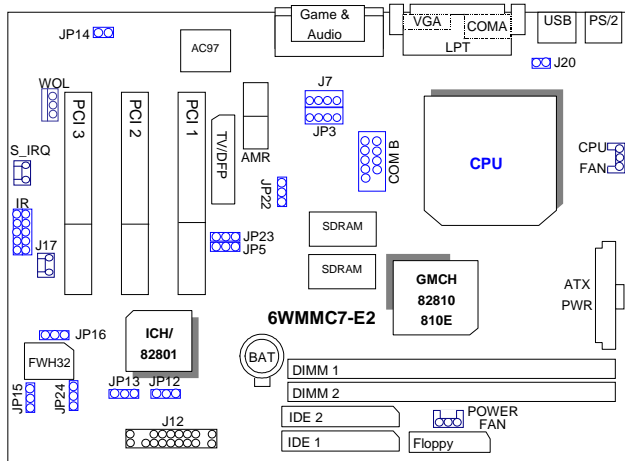 Game &
Audio
VGA
COMA
LPT
USB
PS/2
JP14
AC97
J20
WOL
PCI 3
PCI 2
PCI 1
TV/DFP
AMR
J7
JP3
COM B
CPU
CPU
FAN
S_IRQ
IR
J17
JP22
JP23
JP5
SDRAM
SDRAM
GMCH
82810
810E
ATX
PWR
6WMMC7-E2
JP16
ICH/
82801
BAT
FWH32
DIMM 1
DIMM 2
JP15
JP24
JP13
JP12
J12
IDE 2
IDE 1
Floppy
POWER
FAN